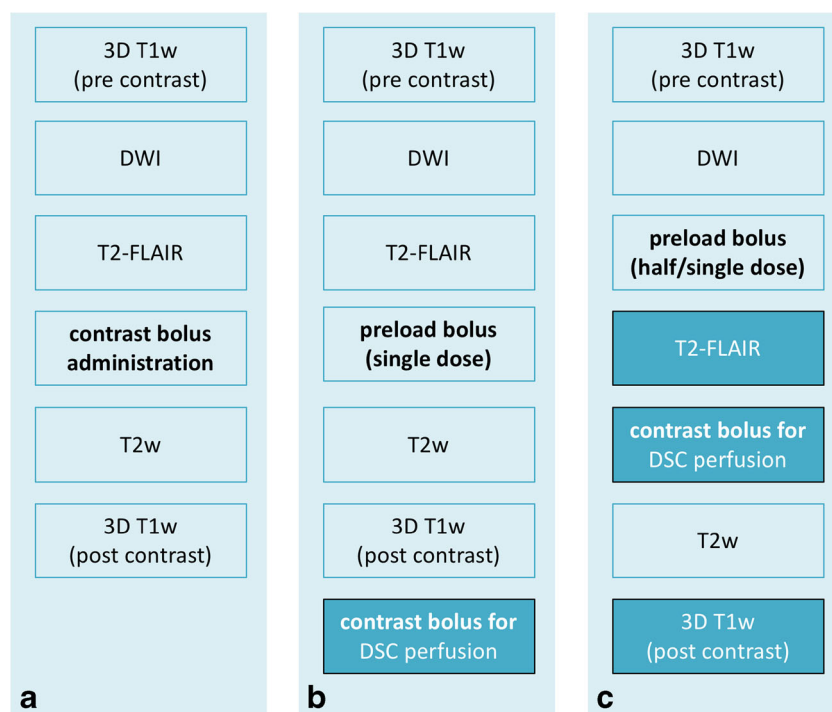 3D T1w
(pre contrast)
DWI
T2-FLAIR
contrast bolus
administration
T2w
3D T1w
(post contrast)
a
3D T1w
(pre contrast)
DWI
T2-FLAIR
preload bolus
(single dose)
T2w
3D T1w
(post contrast)
contrast bolus for
DSC perfusion
b
3D T1w
(pre contrast)
DWI
preload bolus
(half/single dose)
T2-FLAIR
contrast bolus for
DSC perfusion
T2w
3D T1w
(post contrast)
c